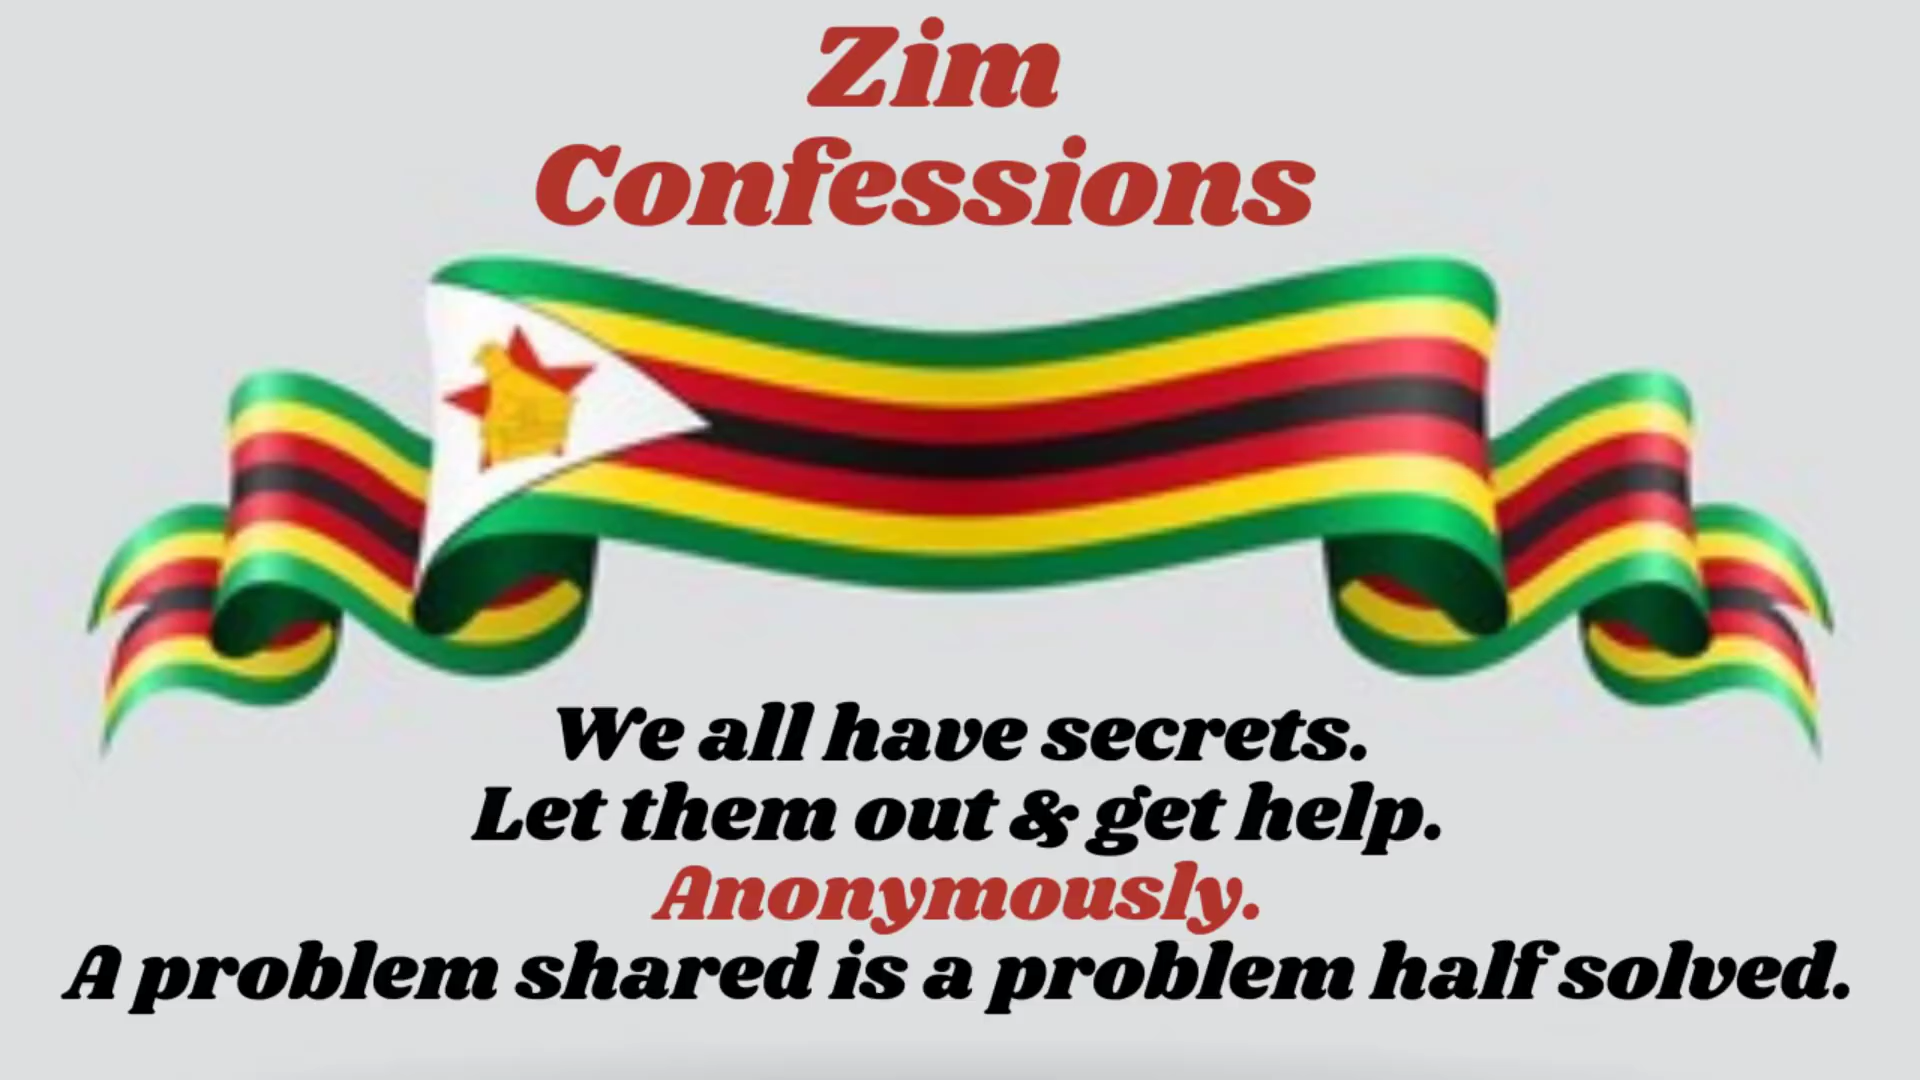 Zim
Confessions
We all have secrets.
Let them out & get help.
Anonymously.
A problem shared is a problem half solved.